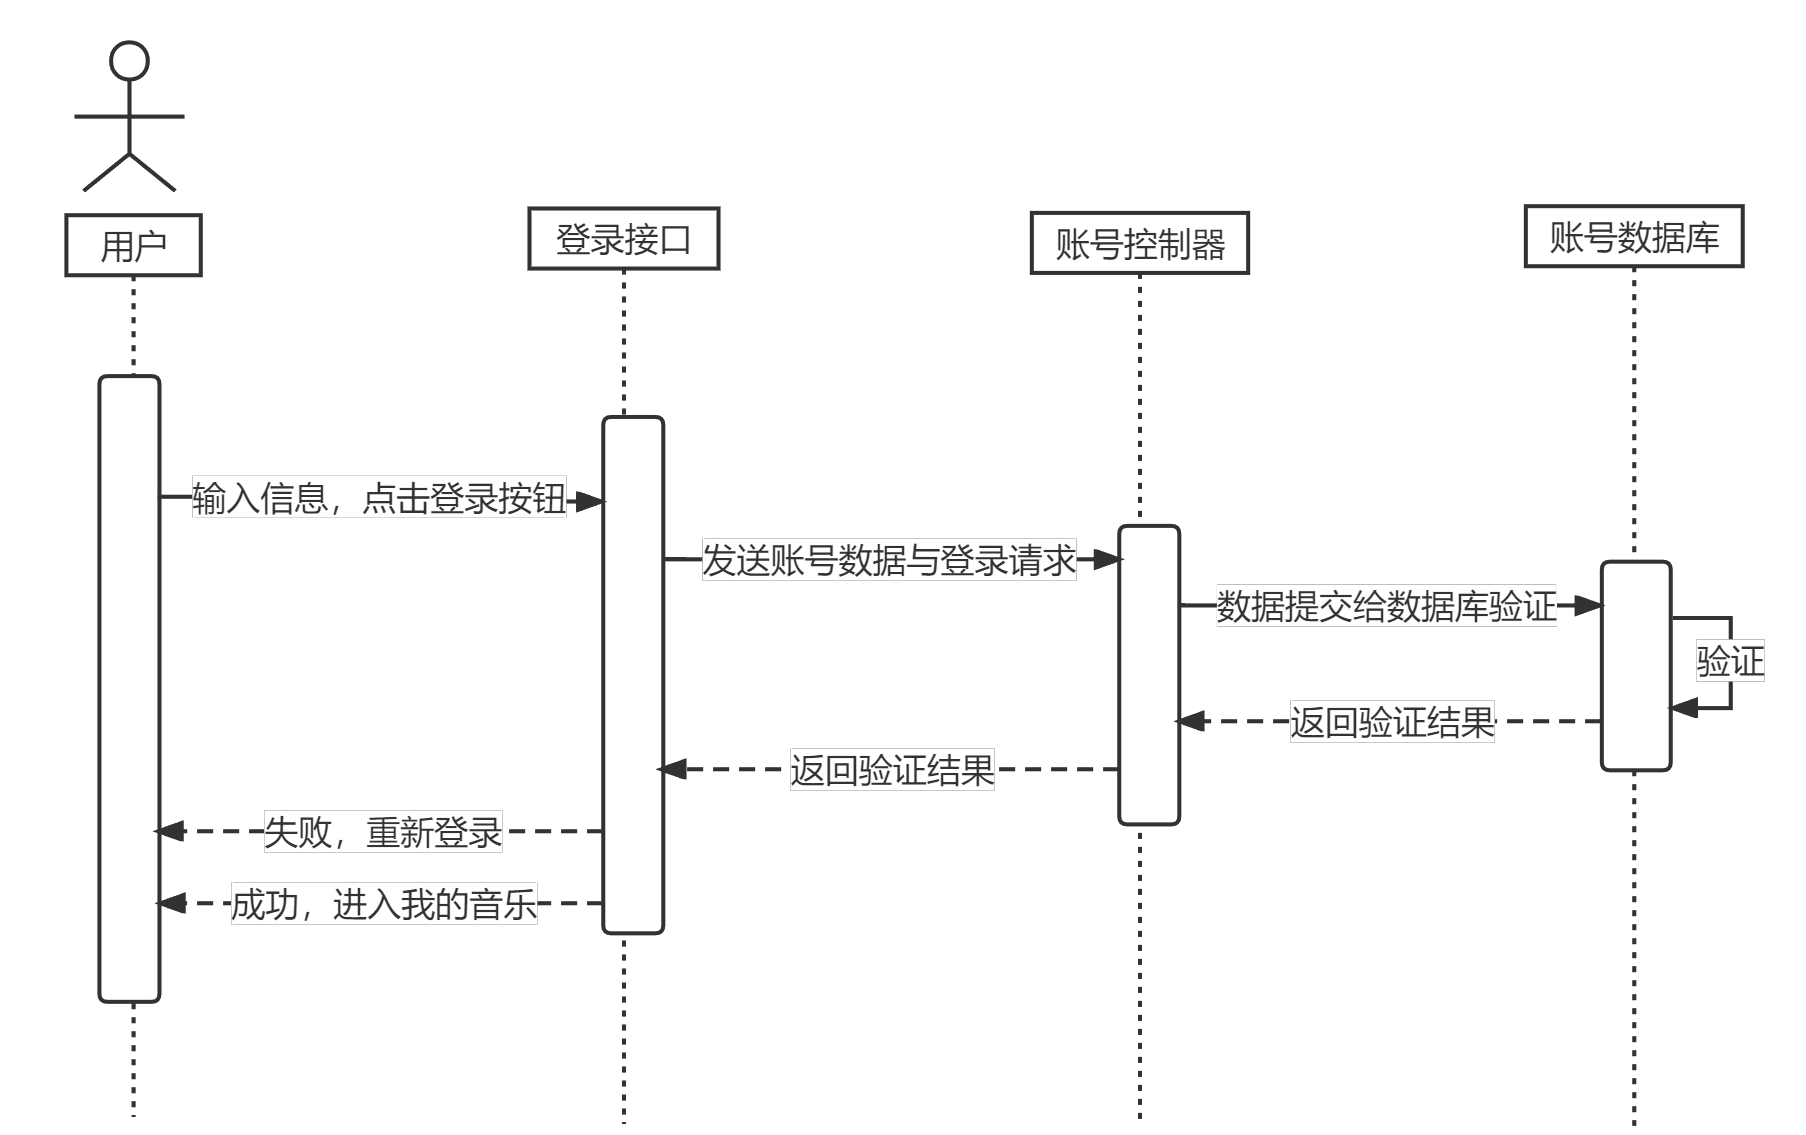 用户
登录接口
账号控制器
账号数据库
输入信息，点击登录按钮
发送账号数据与登录请求
数据提交给数据库验证
验证
返回验证结果
返回验证结果
失败，重新登录
成功，进入我的音乐